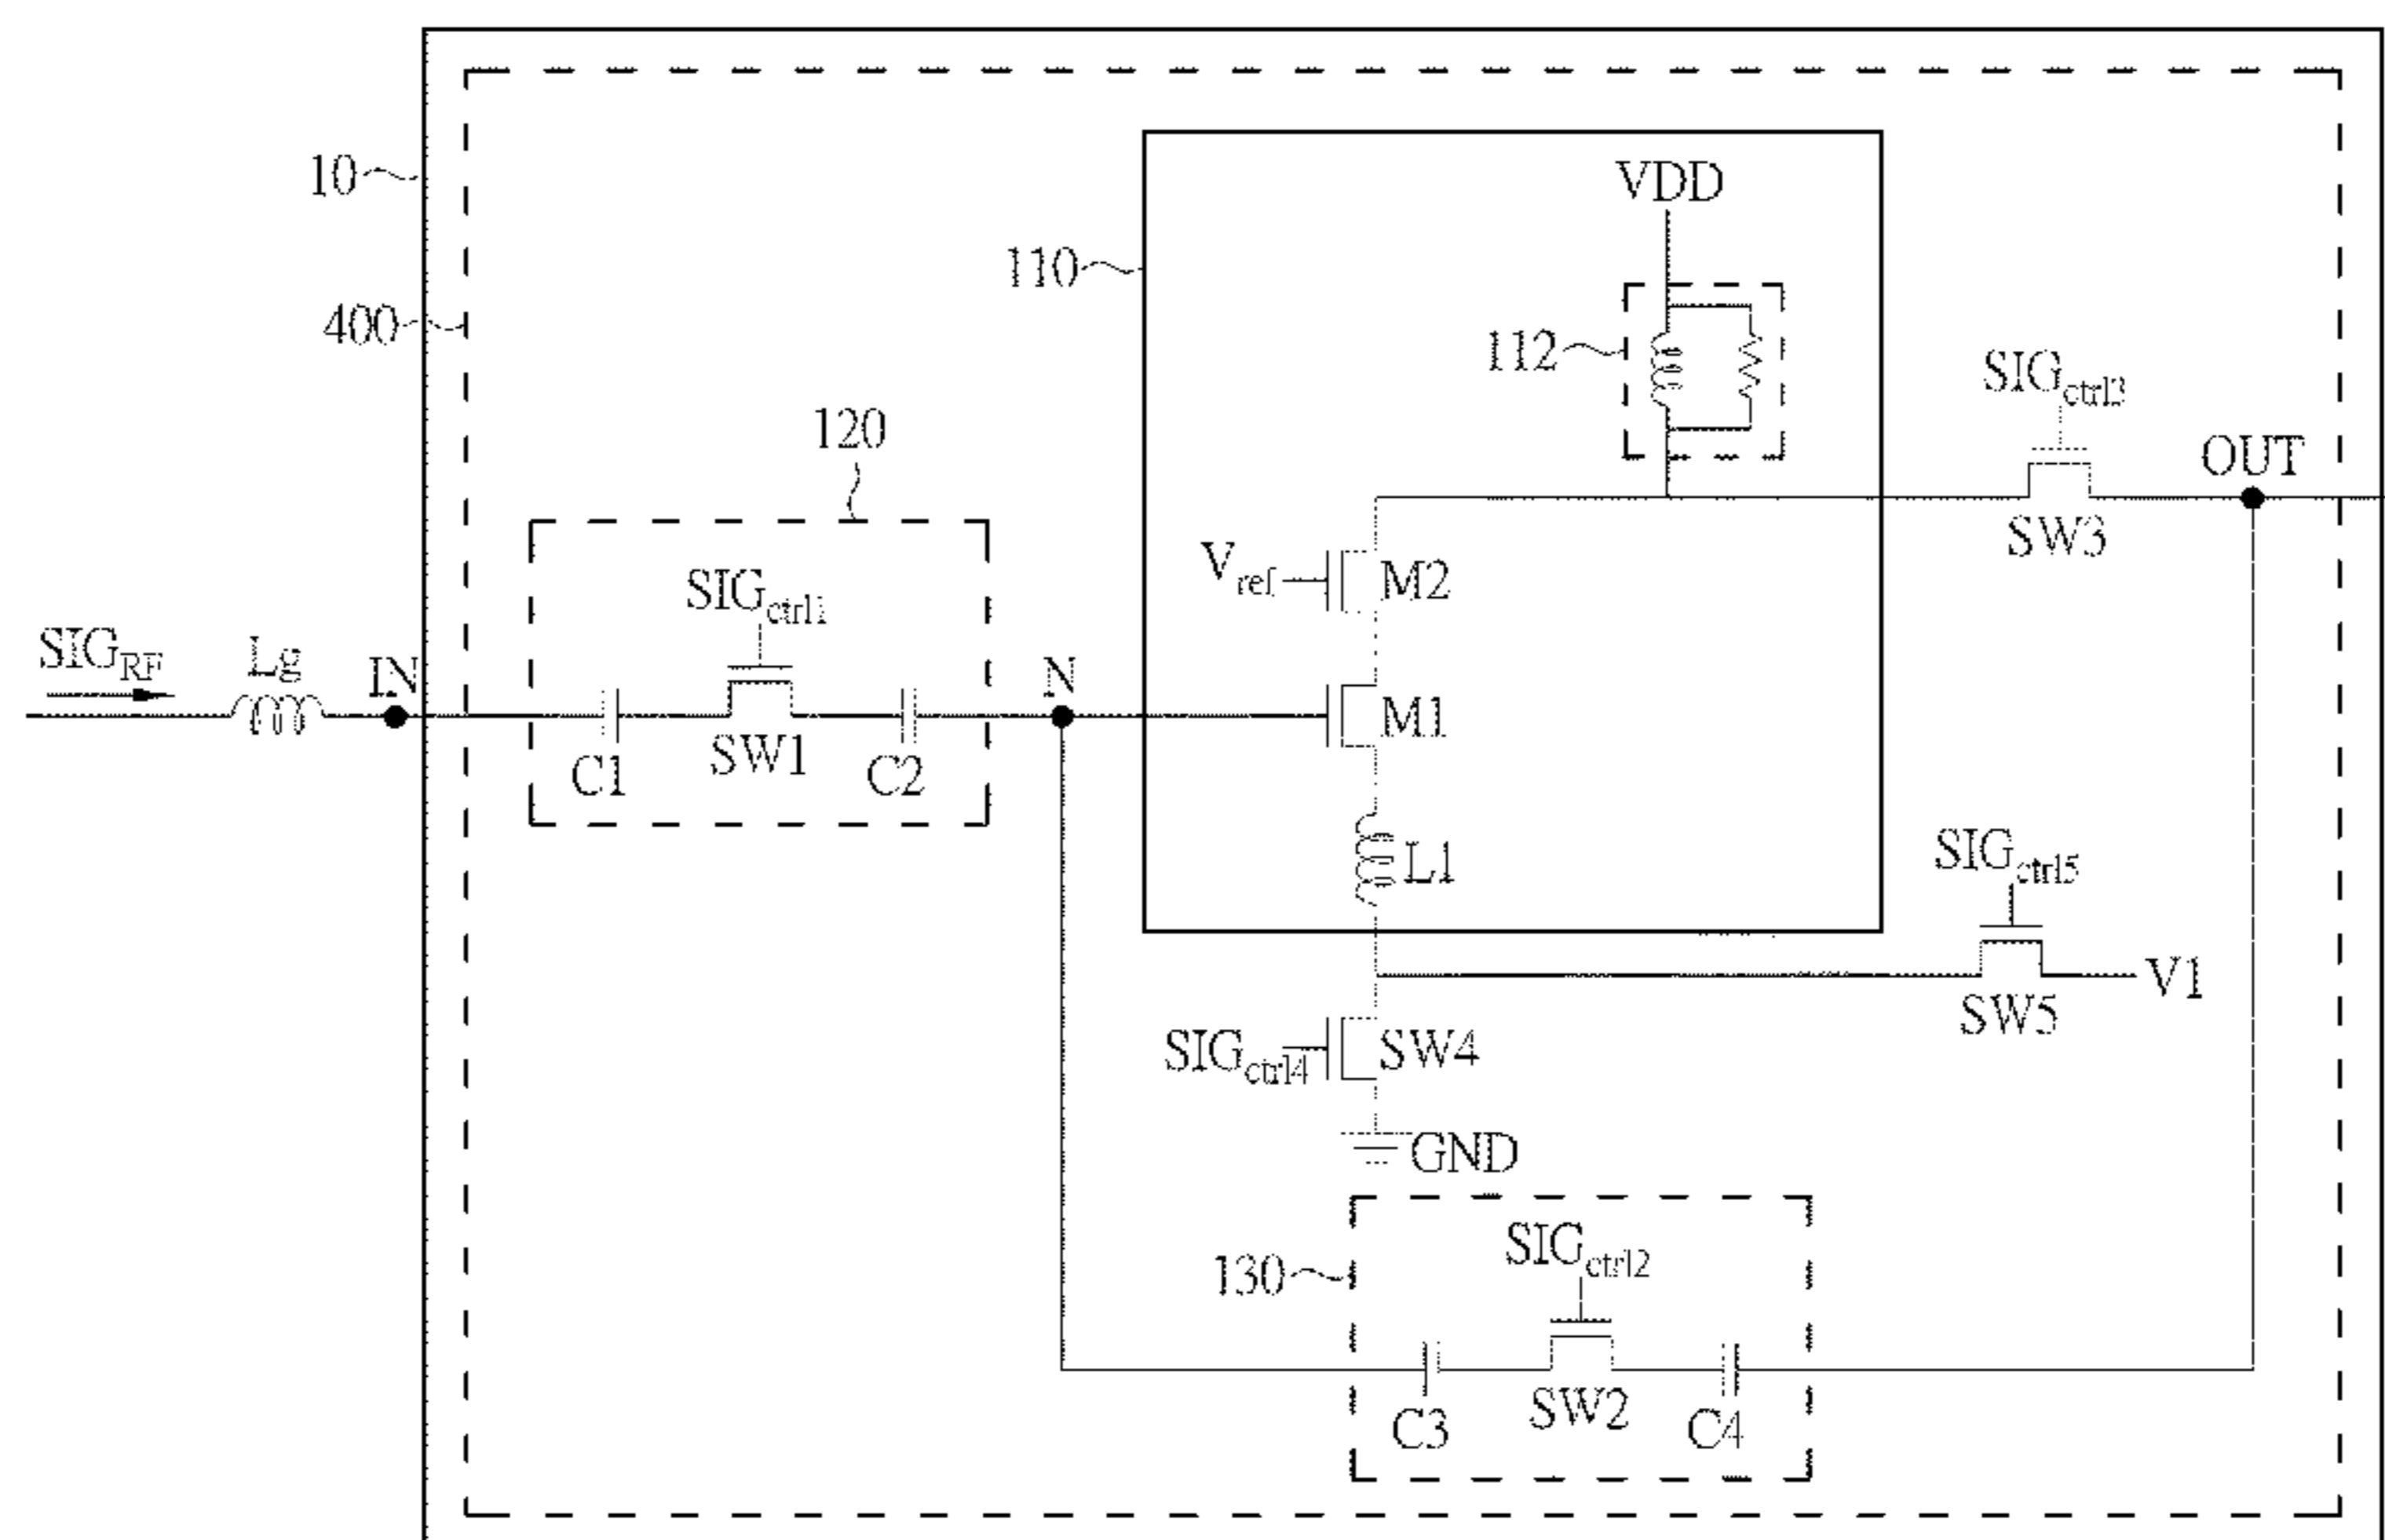 10
400
110
VDD
112
SIGctrl3
OUT
SW3
120
SIGctrl1
Vref
M2
SIGRF
Lg
IN
N
M1
C1
SW1
C2
L1
SIGctrl5
V1
SW5
SIGctrl4
SW4
GND
130
SIGctrl2
C3
SW2
C4